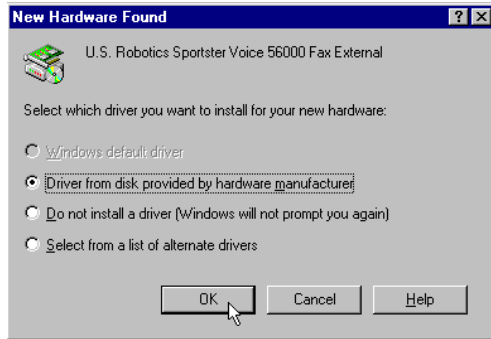 New Hardware Found
U.S. Robotics Sportster Voice 56000 Fax External
Select which driver you want to install for your new hardware:
Windows default driver
Driver from disk provided by hardware manufacturer
Do not install a driver (Windows will not prompt you again)
Select from a list of alternate drivers
OK Cancel Help